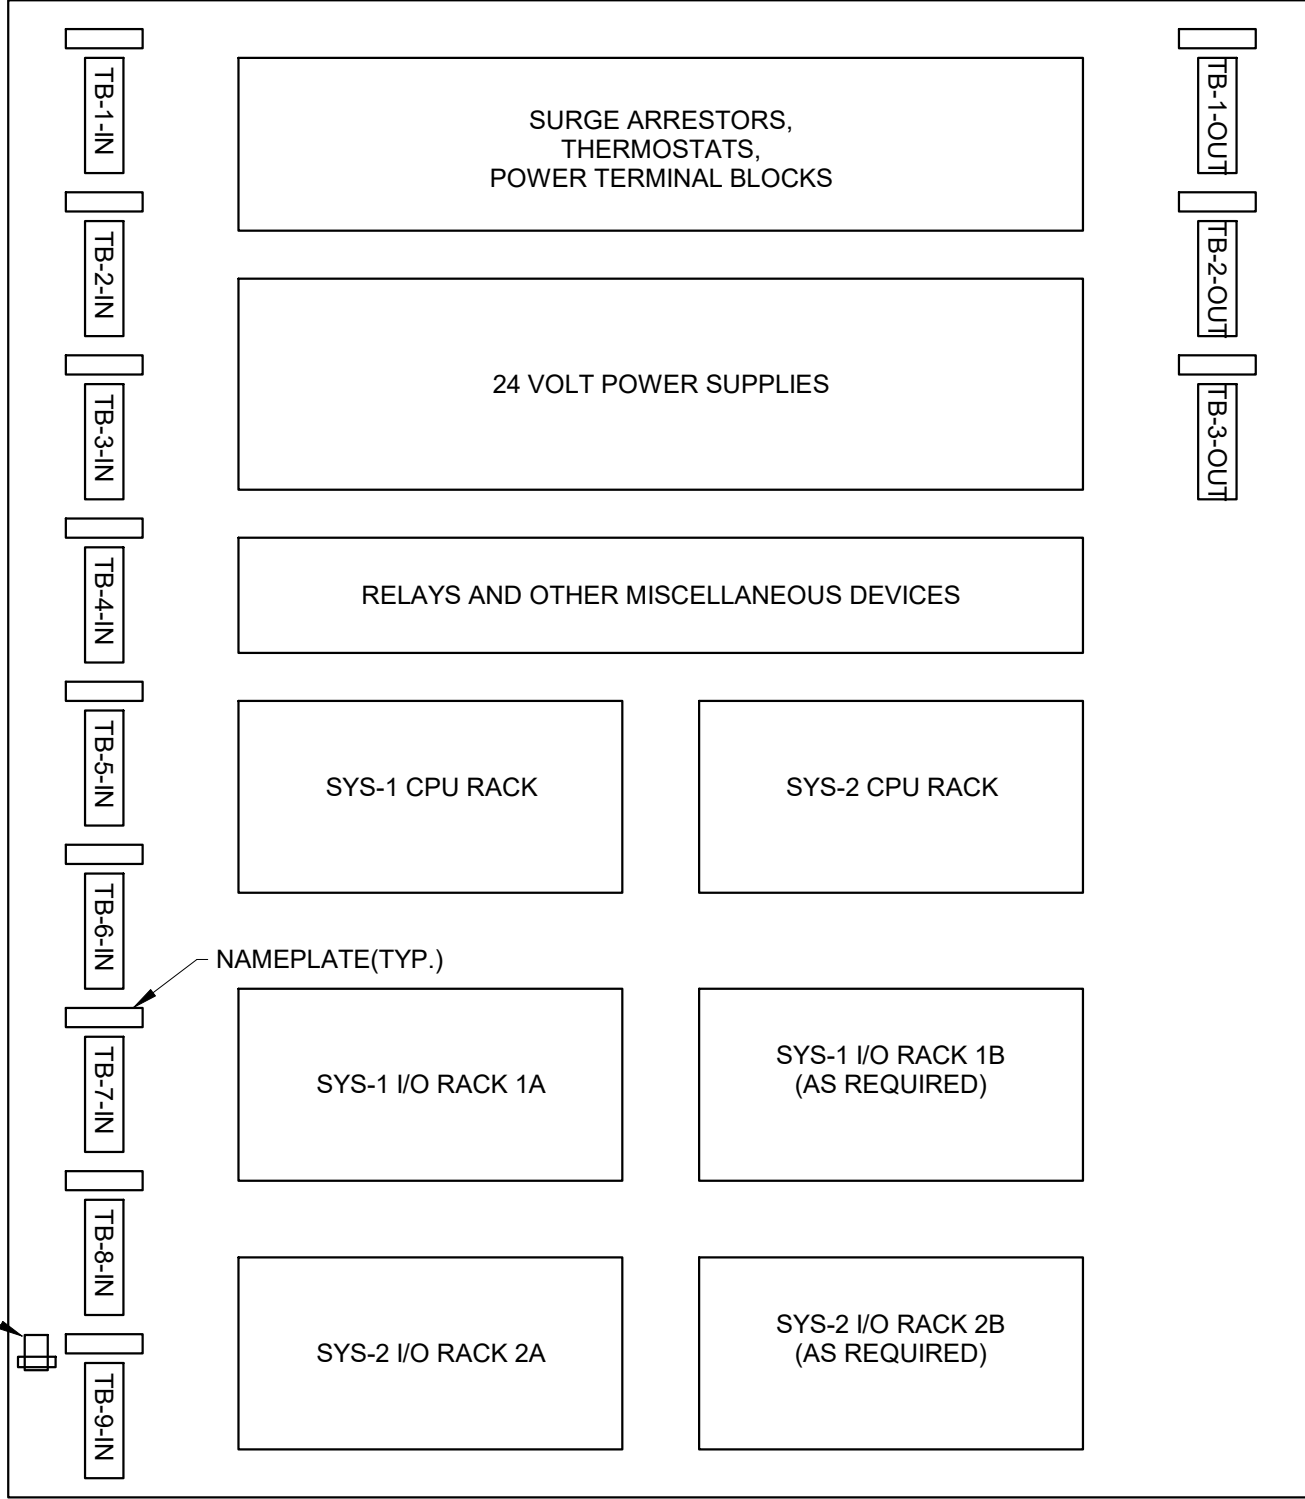 TB-1-IN
TB-2-IN
TB-3-IN
TB-4-IN
TB-5-IN
TB-6-IN
TB-7-IN
TB-8-IN
TB-9-IN
SURGE ARRESTORS,
THERMOSTATS,
POWER TERMINAL BLOCKS
24 VOLT POWER SUPPLIES
RELAYS AND OTHER MISCELLANEOUS DEVICES
SYS-1 CPU RACK
SYS-2 CPU RACK
NAMEPLATE(TYP.)
SYS-1 I/O RACK 1A
SYS-1 I/O RACK 1B
(AS REQUIRED)
SYS-2 I/O RACK 2A
SYS-2 I/O RACK 2B
(AS REQUIRED)
TB-1-OUT
TB-2-OUT
TB-3-OUT